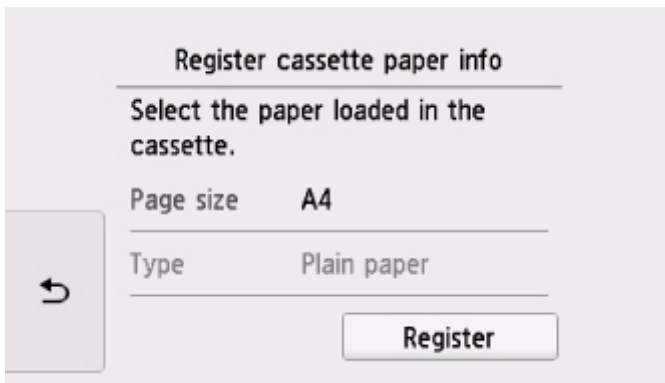 Register cassette paper info
Select the paper loaded in the
cassette.
Page size A4
Type Plain paper
Register